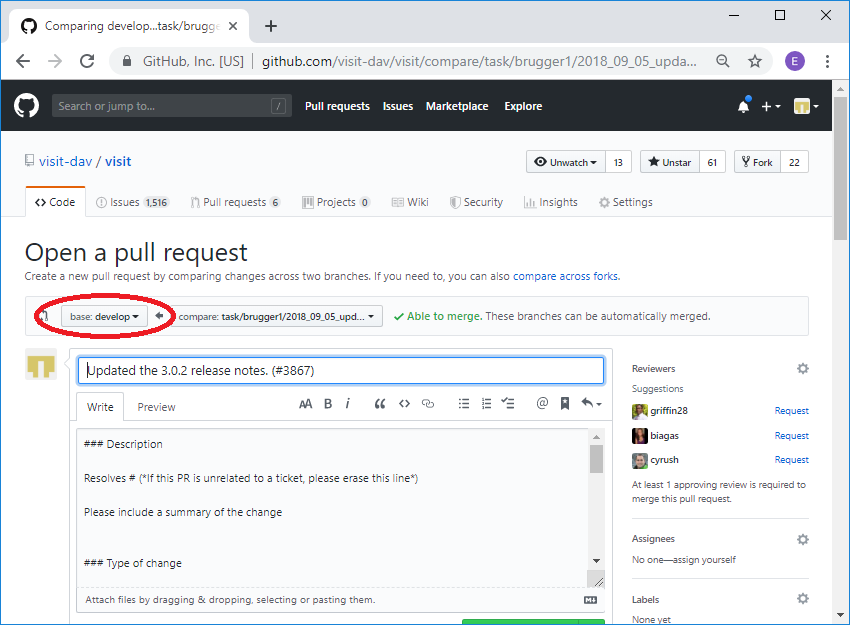 Comparing develop...task/brugge
GitHub, Inc. [US] github.com/visit-dav/visit/compare/task/brugger1/2018_09_05_upda...
E
Search or jump to... /
Pull requests Issues Marketplace Explore
visit-dav / visit
Unwatch 13 Unstar 61 Fork 22
Code Issues 1,516 Pull requests 6 Projects 0 Wiki Security Insights Settings
Open a pull request
Create a new pull request by comparing changes across two branches. If you need to, you can also compare across forks.
base: develop compare: task/brugger1/2018_09_05_upd... Able to merge. These branches can be automatically merged.
Updated the 3.0.2 release notes. (#3867)
Write Preview
AA B i
@
### Description
Resolves # (*If this PR is unrelated to a ticket, please erase this line*)
Please include a summary of the change
### Type of change
Attach files by dragging & dropping, selecting or pasting them.
Reviewers
Suggestions
griffin28 Request
biagas Request
cyrush Request
At least 1 approving review is required to
merge this pull request.
Assignees
No one—assign yourself
Labels
None yet